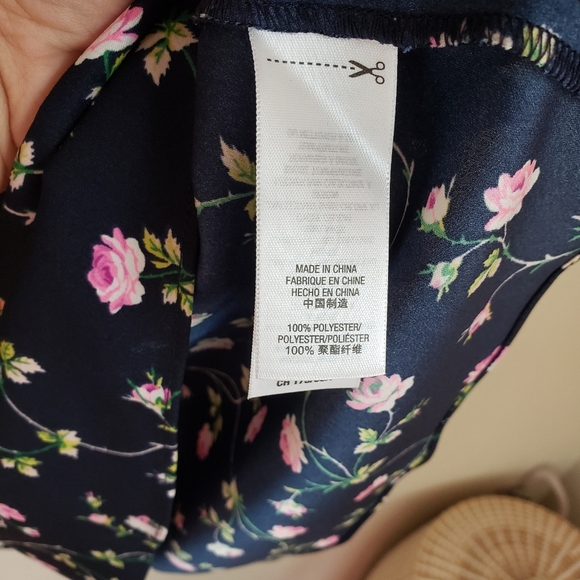 MADE IN CHINA
FABRIQUE EN CHINE
HECHO EN CHINA
中国制造
100% POLYESTER/
POLYESTER/POLIÉSTER
100% 聚酯纤维